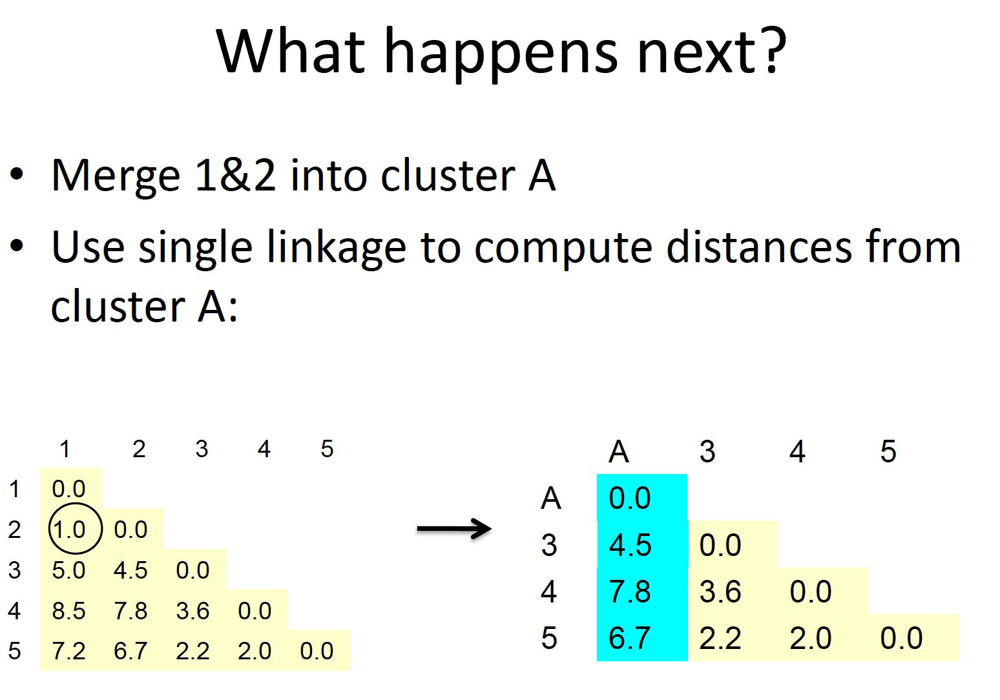 What happens next?
• Merge 1&2 into cluster A
• Use single linkage to compute distances from
cluster A:
1 2 3 4 5
1 0.0
2 1.0 0.0
3 5.0 4.5 0.0
4 8.5 7.8 3.6 0.0
5 7.2 6.7 2.2 2.0 0.0
A 3 4 5
A 0.0
3 4.5 0.0
4 7.8 3.6 0.0
5 6.7 2.2 2.0 0.0